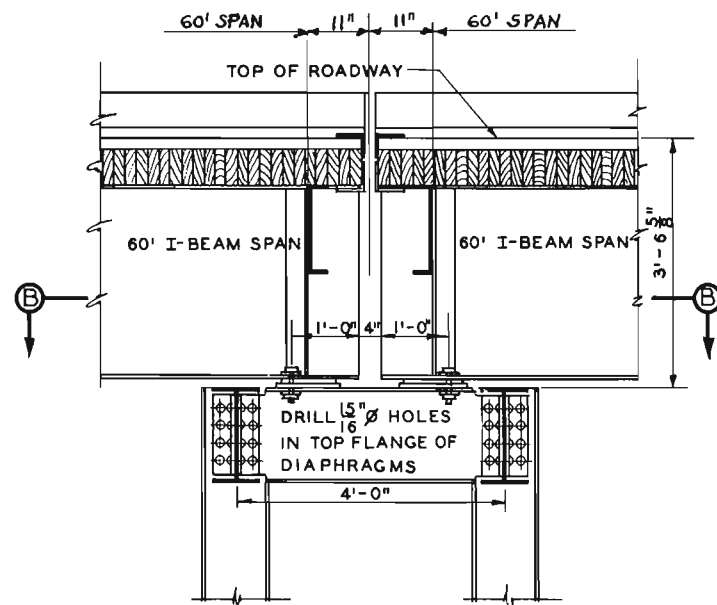 60' SPAN 11" 11" 60' SPAN
TOP OF ROADWAY
60' I-BEAM SPAN
60' I-BEAM SPAN
3'-6 5/8"
B
B
1'-0" 4" 1'-0"
DRILL 15/16" Ø HOLES
IN TOP FLANGE OF
DIAPHRAGMS
4'-0"